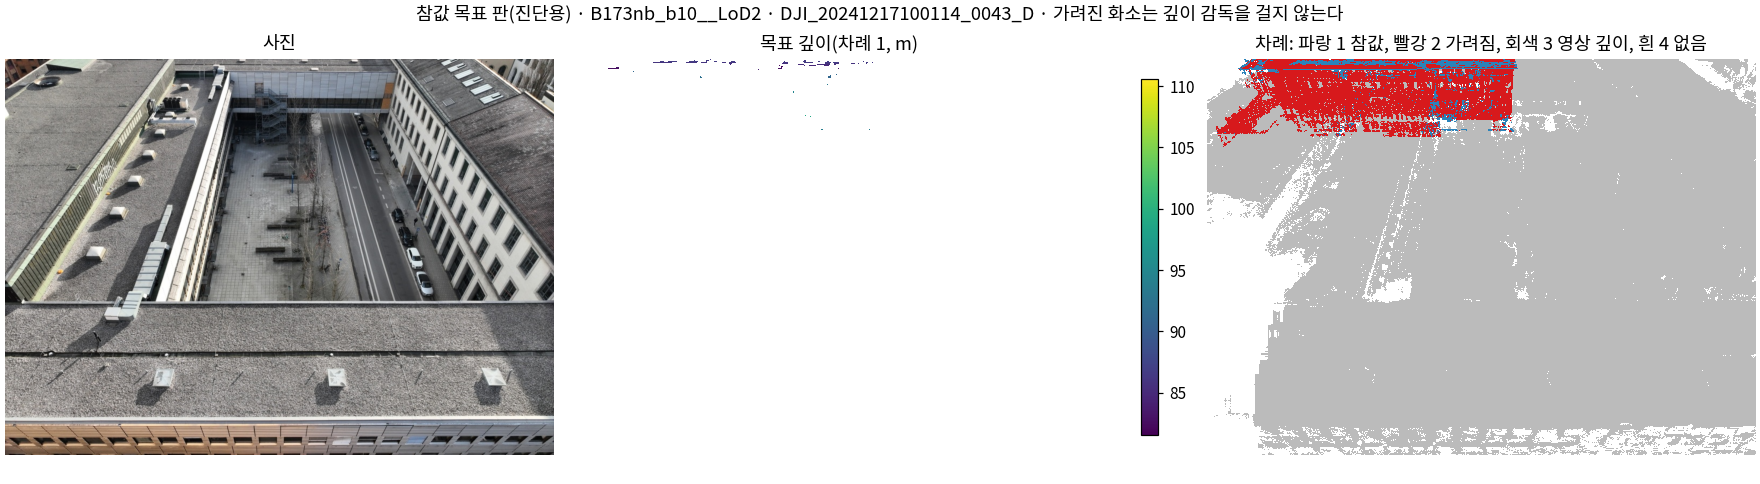 참값 목표 판(진단용) · B173nb_b10__LoD2 · DJI_20241217100114_0043_D · 가려진 화소는 깊이 감독을 걸지 않는다
사진
목표 깊이(차례 1, m)
차례: 파랑 1 참값, 빨강 2 가려짐, 회색 3 영상 깊이, 흰 4 없음
110
105
100
95
90
85